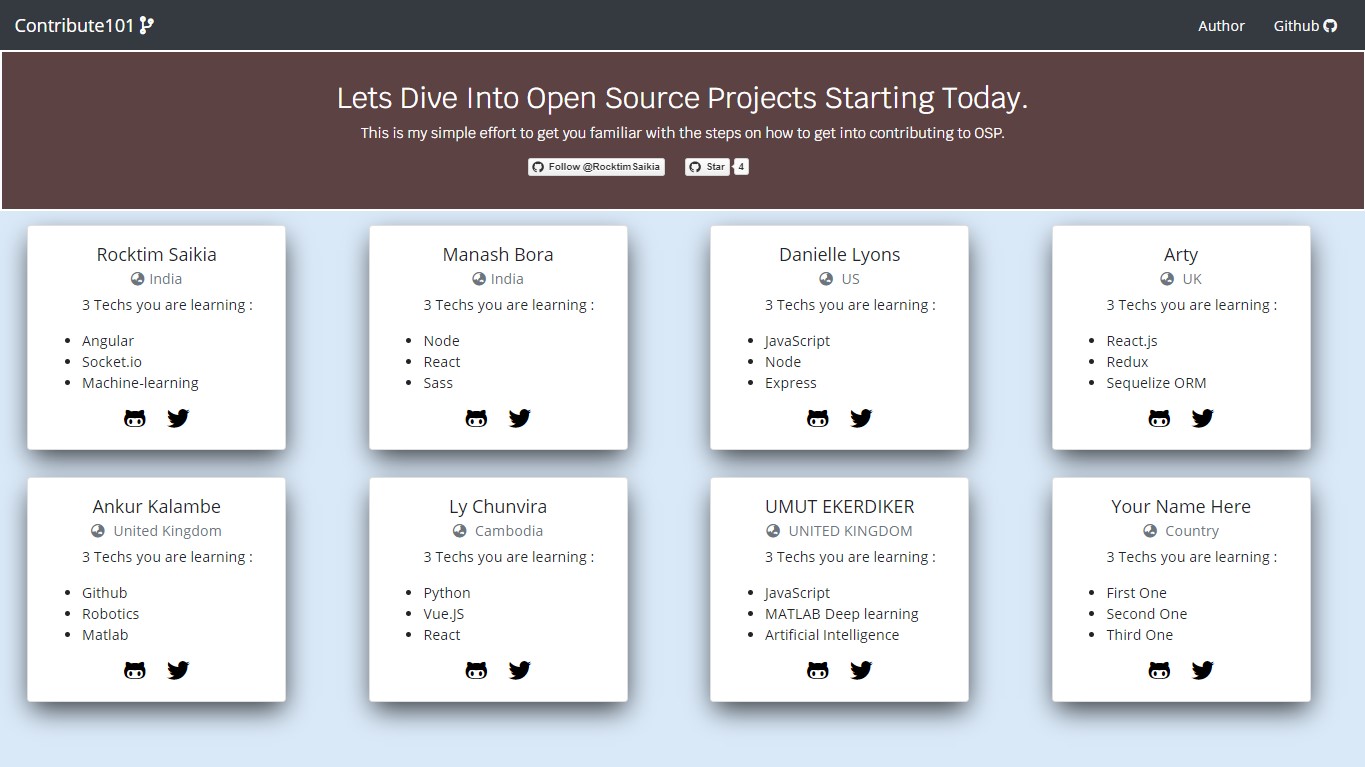 Contribute101
Author
Github
Lets Dive Into Open Source Projects Starting Today.
This is my simple effort to get you familiar with the steps on how to get into contributing to OSP.
Follow @RocktimSaikia
Star
4
Rocktim Saikia
India
3 Techs you are learning :
Angular
Socket.io
Machine-learning
Manash Bora
India
3 Techs you are learning :
Node
React
Sass
Danielle Lyons
US
3 Techs you are learning :
JavaScript
Node
Express
Arty
UK
3 Techs you are learning :
React.js
Redux
Sequelize ORM
Ankur Kalambe
United Kingdom
3 Techs you are learning :
Github
Robotics
Matlab
Ly Chunvira
Cambodia
3 Techs you are learning :
Python
Vue.JS
React
UMUT EKERDIKER
UNITED KINGDOM
3 Techs you are learning :
JavaScript
MATLAB Deep learning
Artificial Intelligence
Your Name Here
Country
3 Techs you are learning :
First One
Second One
Third One